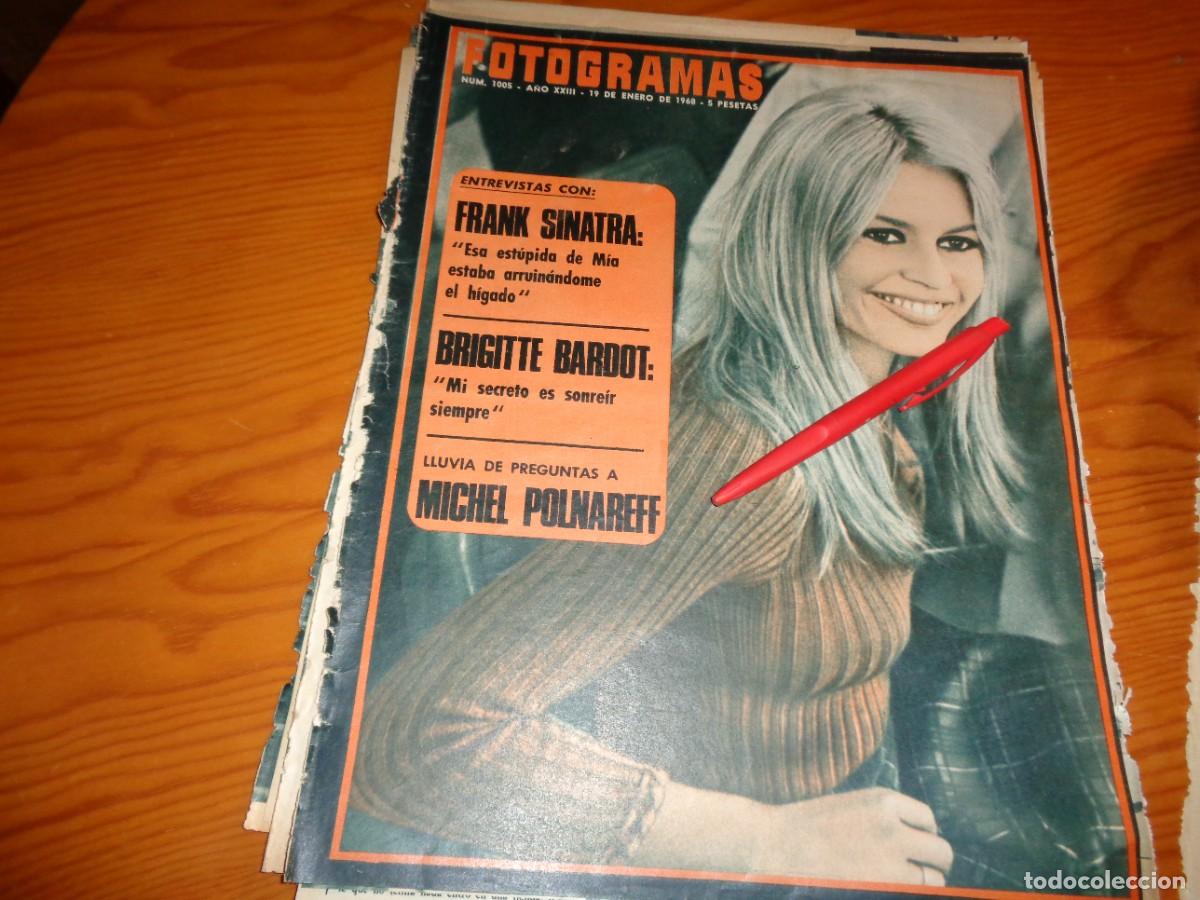 FOTOGRAMAS
NUM. 1005 - AÑO XXIII - 19 DE ENERO DE 1968 - 5 PESETAS
ENTREVISTAS CON:
FRANK SINATRA:
"Esa estúpida de Mía
estaba arruinándome
el hígado"
BRIGITTE BARDOT:
"Mi secreto es sonreír
siempre"
LLUVIA DE PREGUNTAS A
MICHEL POLNAREFF
todocoleccion